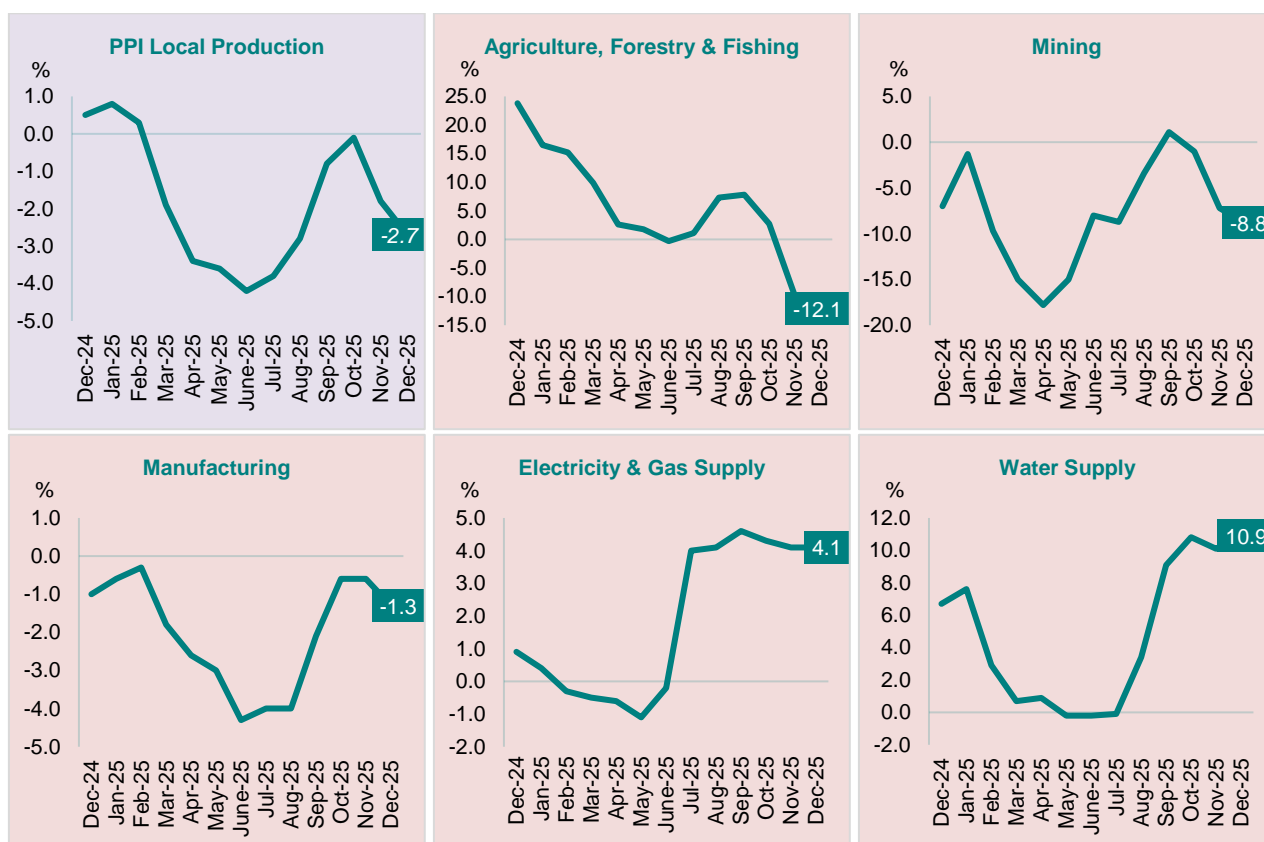 PPI Local Production
%
1.0
0.0
-1.0
-2.0
-3.0
-4.0
-5.0
-2.7
Dec-24
Jan-25
Feb-25
Mar-25
Apr-25
May-25
June-25
Jul-25
Aug-25
Sep-25
Oct-25
Nov-25
Dec-25
Agriculture, Forestry & Fishing
%
25.0
20.0
15.0
10.0
5.0
0.0
-5.0
-10.0
-15.0
-12.1
Dec-24
Jan-25
Feb-25
Mar-25
Apr-25
May-25
June-25
Jul-25
Aug-25
Sep-25
Oct-25
Nov-25
Dec-25
Mining
%
5.0
0.0
-5.0
-10.0
-15.0
-20.0
-8.8
Dec-24
Jan-25
Feb-25
Mar-25
Apr-25
May-25
June-25
Jul-25
Aug-25
Sep-25
Oct-25
Nov-25
Dec-25
Manufacturing
%
1.0
0.0
-1.0
-2.0
-3.0
-4.0
-5.0
-1.3
Dec-24
Jan-25
Feb-25
Mar-25
Apr-25
May-25
June-25
Jul-25
Aug-25
Sep-25
Oct-25
Nov-25
Dec-25
Electricity & Gas Supply
%
5.0
4.0
3.0
2.0
1.0
0.0
-1.0
-2.0
4.1
Dec-24
Jan-25
Feb-25
Mar-25
Apr-25
May-25
June-25
Jul-25
Aug-25
Sep-25
Oct-25
Nov-25
Dec-25
Water Supply
%
12.0
10.0
8.0
6.0
4.0
2.0
0.0
-2.0
10.9
Dec-24
Jan-25
Feb-25
Mar-25
Apr-25
May-25
June-25
Jul-25
Aug-25
Sep-25
Oct-25
Nov-25
Dec-25